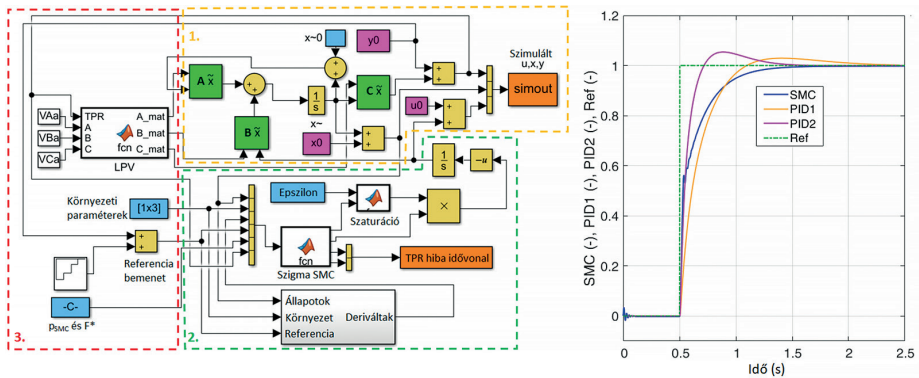 3.
1.
x~0
y0
A x̃
C x̃
B x̃
1
s
x~
x0
u0
Szimulált
u,x,y
simout
VAa
VBa
VCa
TPR
A
B
C
A_mat
B_mat
C_mat
fcn
LPV
1
s
-u
Környezeti
paraméterek
[1x3]
Epszilon
Szaturáció
×
fcn
Szigma SMC
TPR hiba idővonal
Referencia
bemenet
-C-
pSMC és F*
Állapotok
Környezet
Referencia
Deriváltak
2.
SMC (-), PID1 (-), PID2 (-), Ref (-)
1.2
1
0.8
0.6
0.4
0.2
0
0
0.5
1
1.5
2
2.5
Idő (s)
SMC
PID1
PID2
Ref